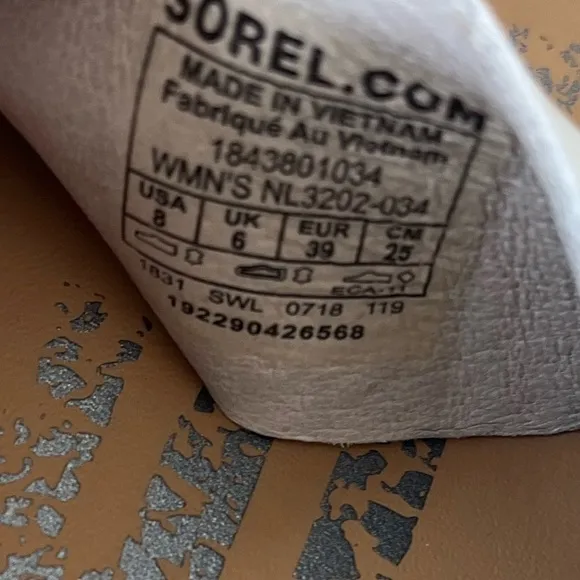 SOREL.COM
MADE IN VIETNAM
Fabriqué Au Vietnam
1843801034
WMN'S NL3202-034
USA UK EUR CM
8 6 39 25
ECA-11
1831 SWL 0718 119
192290426568